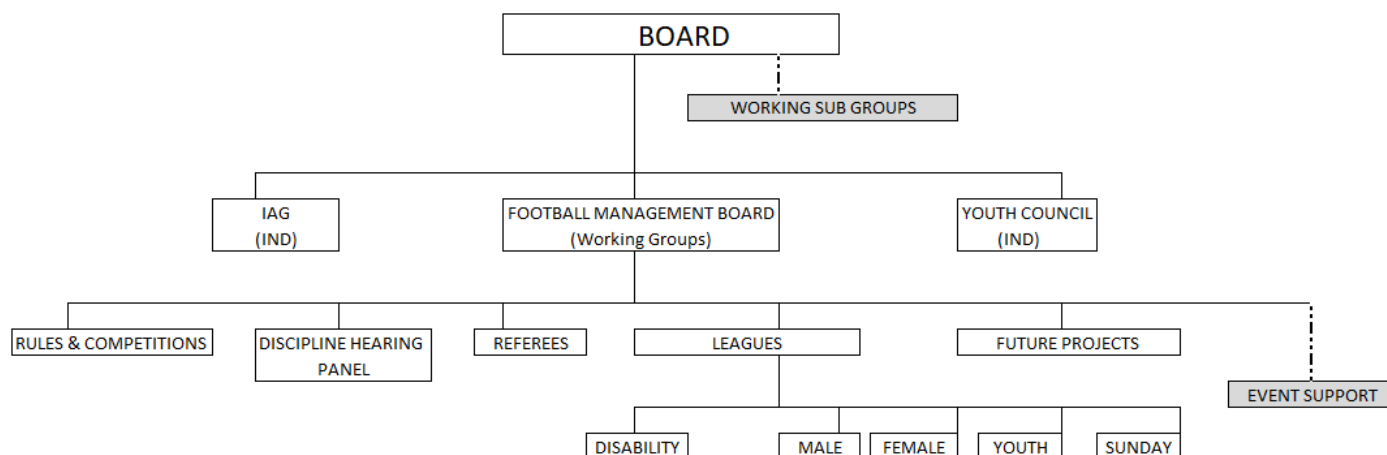 BOARD
WORKING SUB GROUPS
IAG
(IND)
FOOTBALL MANAGEMENT BOARD
(Working Groups)
YOUTH COUNCIL
(IND)
RULES & COMPETITIONS
DISCIPLINE HEARING
PANEL
REFEREES
LEAGUES
FUTURE PROJECTS
EVENT SUPPORT
DISABILITY
MALE
FEMALE
YOUTH
SUNDAY